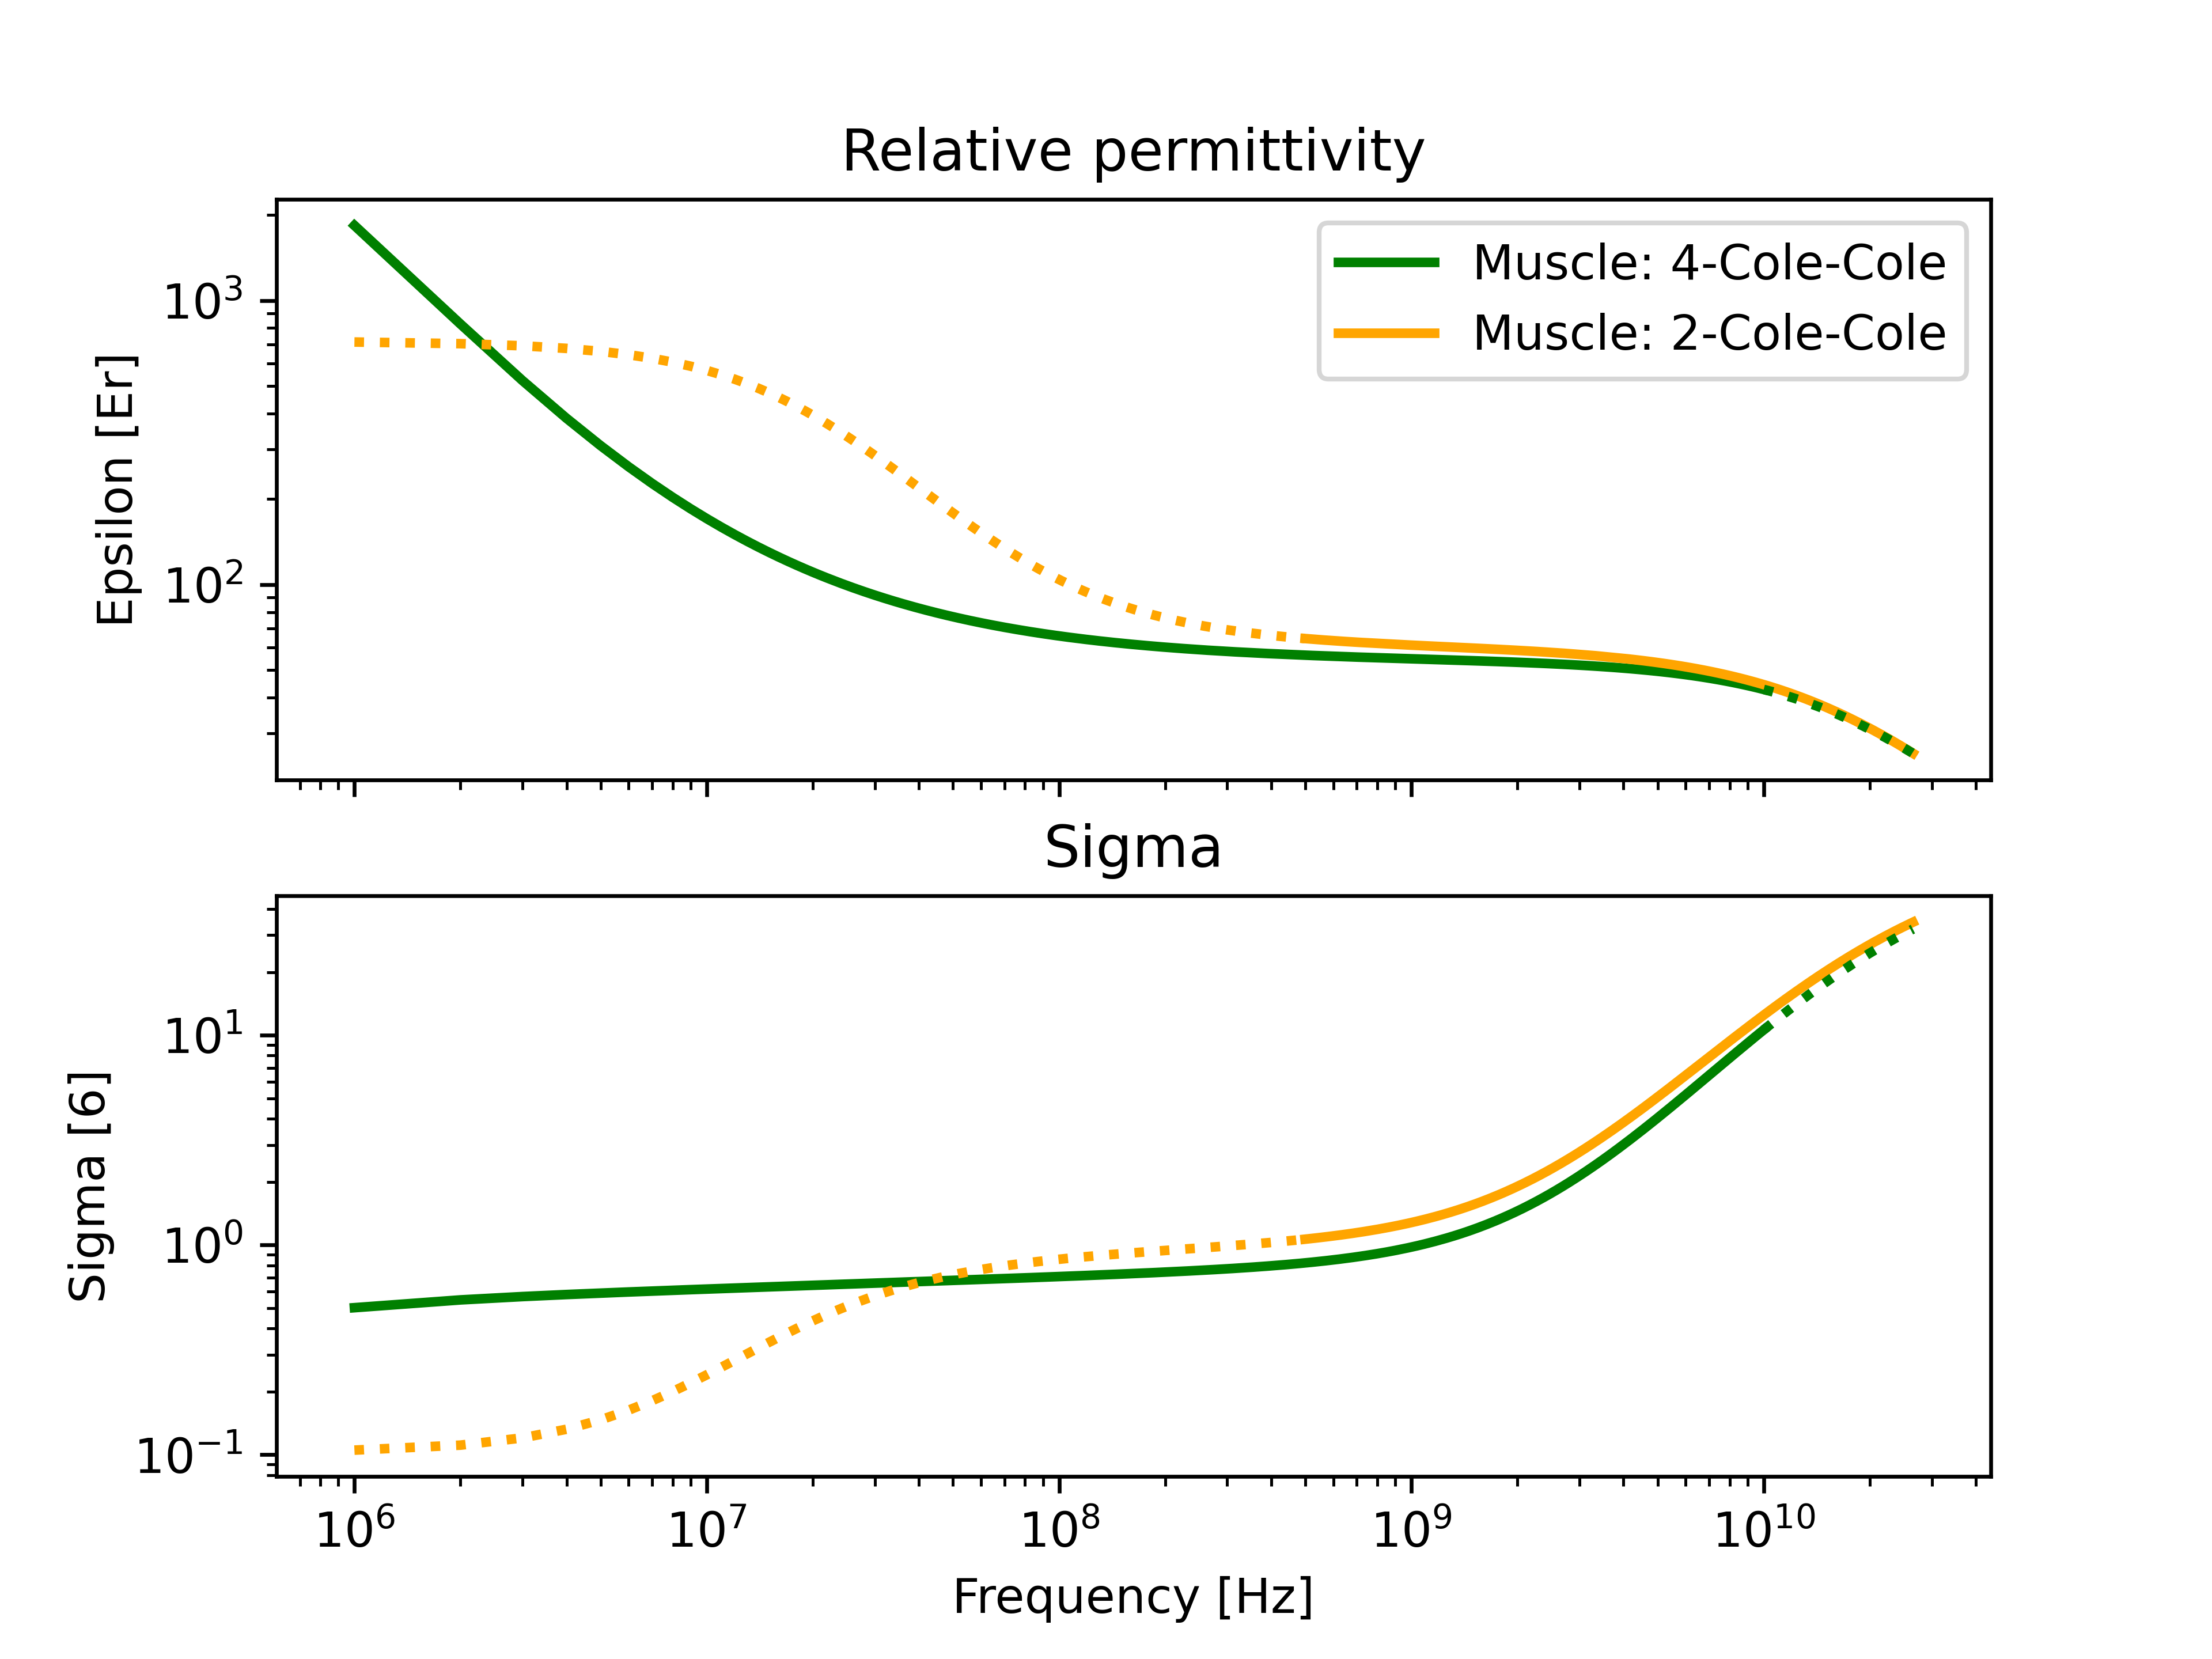 Relative permittivity
Epsilon [Er]
10³
10²
Muscle: 4-Cole-Cole
Muscle: 2-Cole-Cole
Sigma
Sigma [6]
10¹
10⁰
10⁻¹
10⁶ 10⁷ 10⁸ 10⁹ 10¹⁰
Frequency [Hz]